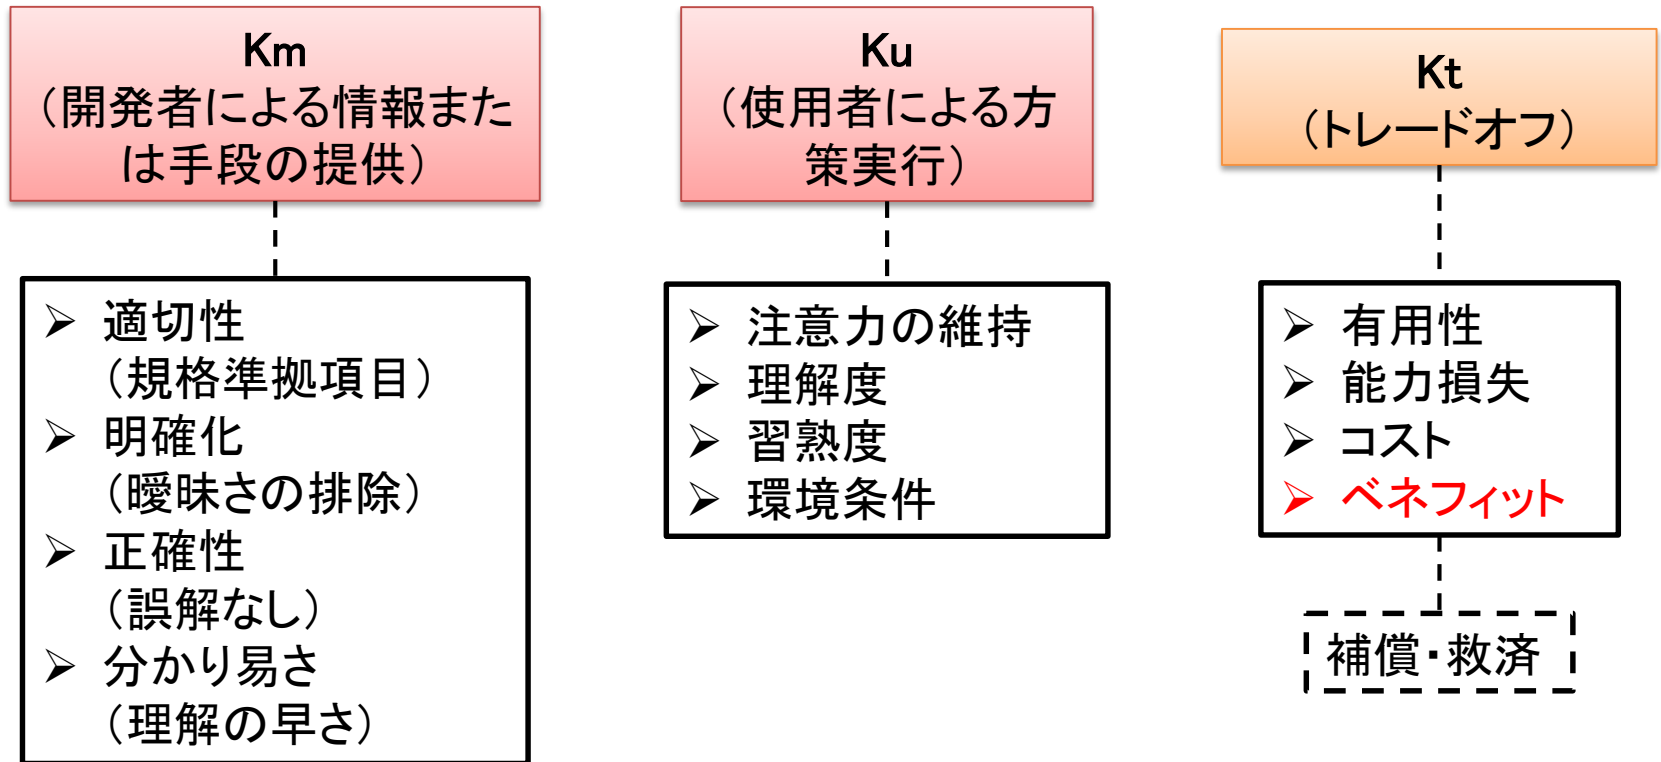 Km
（開発者による情報また
は手段の提供）
➢ 適切性
（規格準拠項目）
➢ 明確化
（曖昧さの排除）
➢ 正確性
（誤解なし）
➢ 分かり易さ
（理解の早さ）
Ku
（使用者による方
策実行）
➢ 注意力の維持
➢ 理解度
➢ 習熟度
➢ 環境条件
Kt
（トレードオフ）
➢ 有用性
➢ 能力損失
➢ コスト
➢ ベネフィット
補償・救済